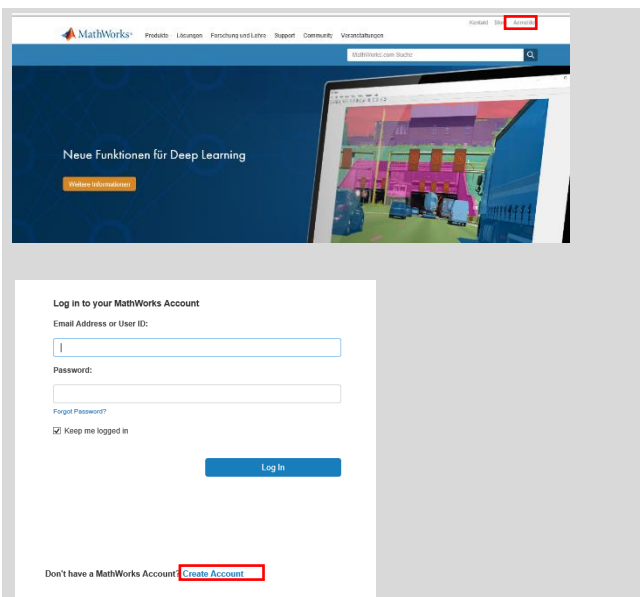 Kontakt Store Anmelden
MathWorks® Produkte Lösungen Forschung und Lehre Support Community Veranstaltungen
MathWorks.com Suche
Neue Funktionen für Deep Learning
Weitere Informationen
Log in to your MathWorks Account
Email Address or User ID:
Password:
Forgot Password?
Keep me logged in
Log In
Don't have a MathWorks Account? Create Account